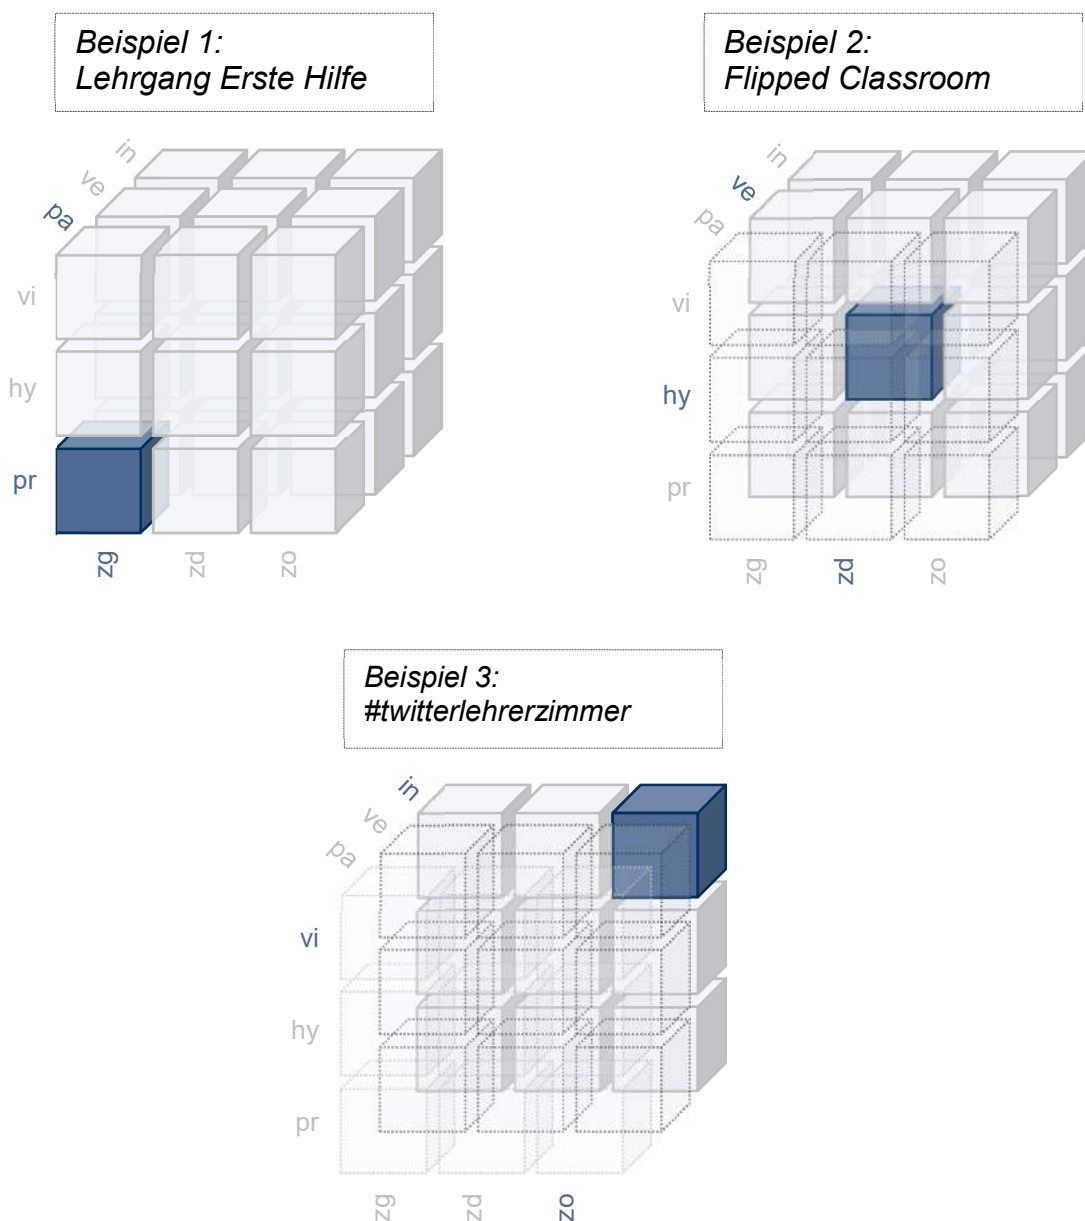 Beispiel 1:
Lehrgang Erste Hilfe
in
ve
pa
vi
hy
pr
zg
zd
zo
Beispiel 2:
Flipped Classroom
in
ve
pa
vi
hy
pr
zg
zd
zo
Beispiel 3:
#twitterlehrerzimmer
in
ve
pa
vi
hy
pr
zg
zd
zo